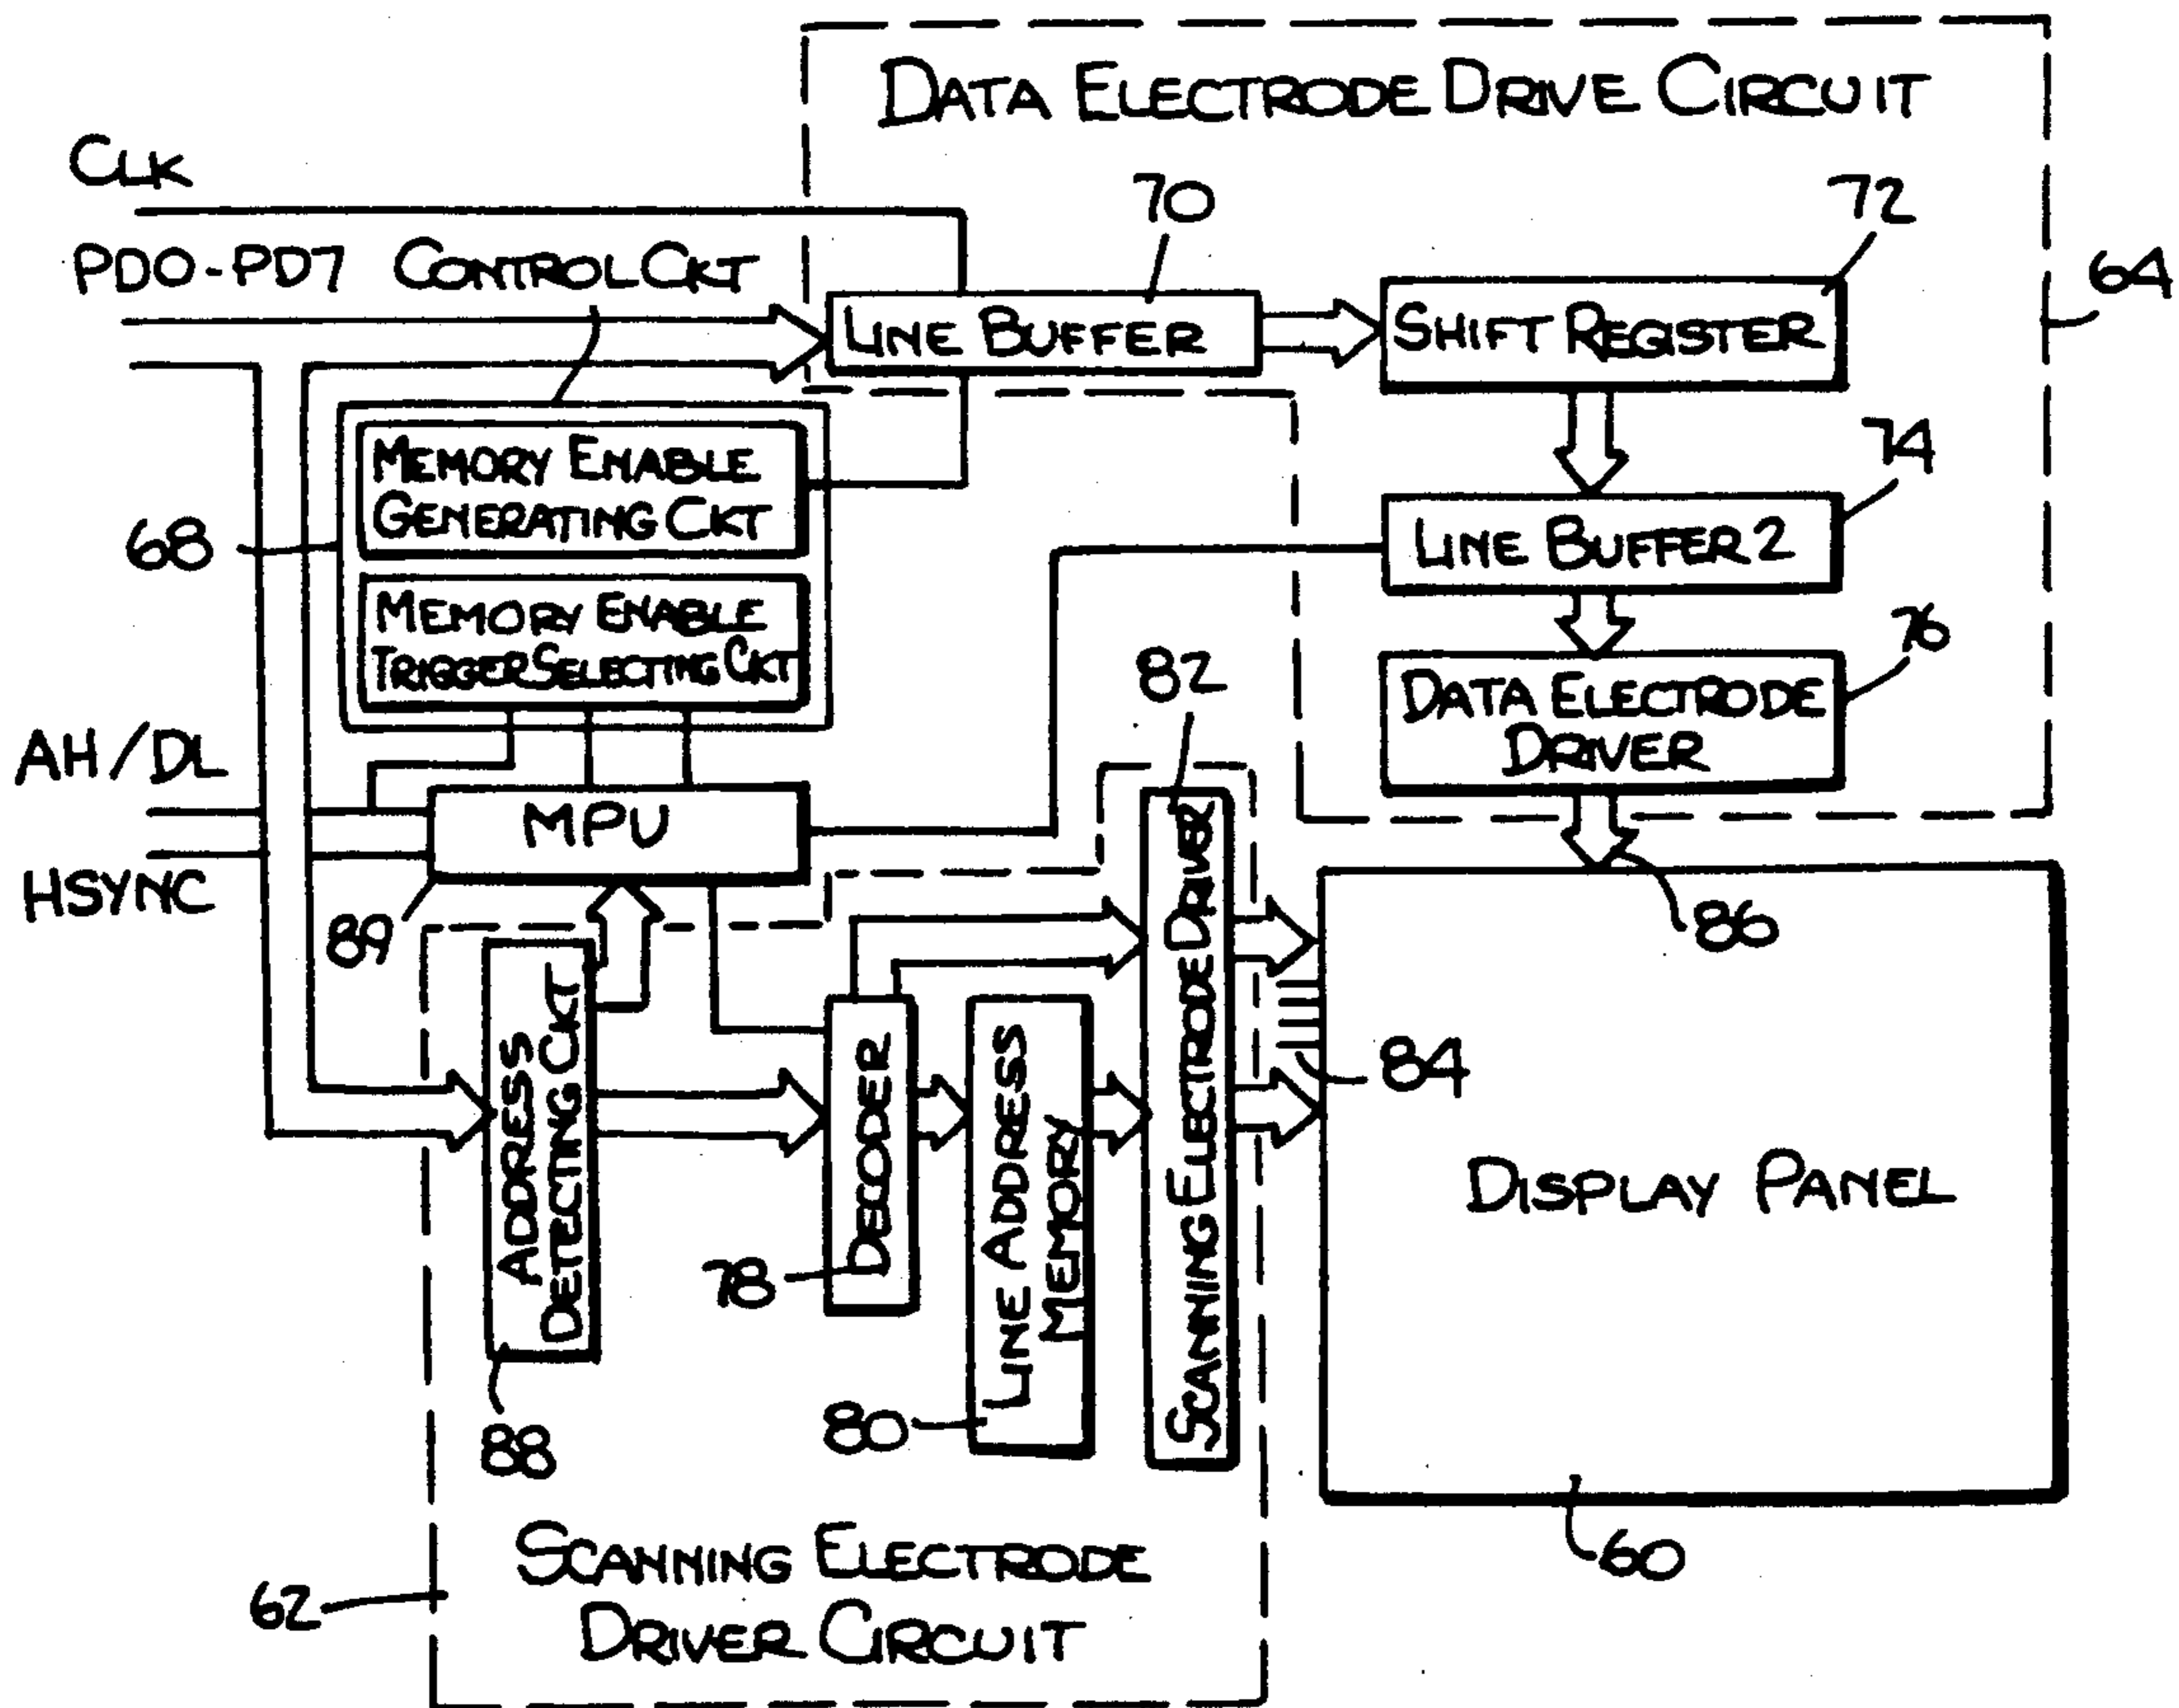 DATA ELECTRODE DRIVE CIRCUIT
CLK
70
72
PD0-PD7 CONTROL CKT
64
LINE BUFFER
SHIFT REGISTER
MEMORY ENABLE
GENERATING CKT
74
68
LINE BUFFER 2
MEMORY ENABLE
TRIGGER SELECTING CKT
82
76
DATA ELECTRODE
DRIVER
AH/DL
MPU
HSYNC
89
86
84
ADDRESS
DETECTING CKT
DECODER
LINE ADDRESS
MEMORY
SCANNING ELECTRODE DRIVER
DISPLAY PANEL
78
80
88
60
SCANNING ELECTRODE
DRIVER CIRCUIT
62